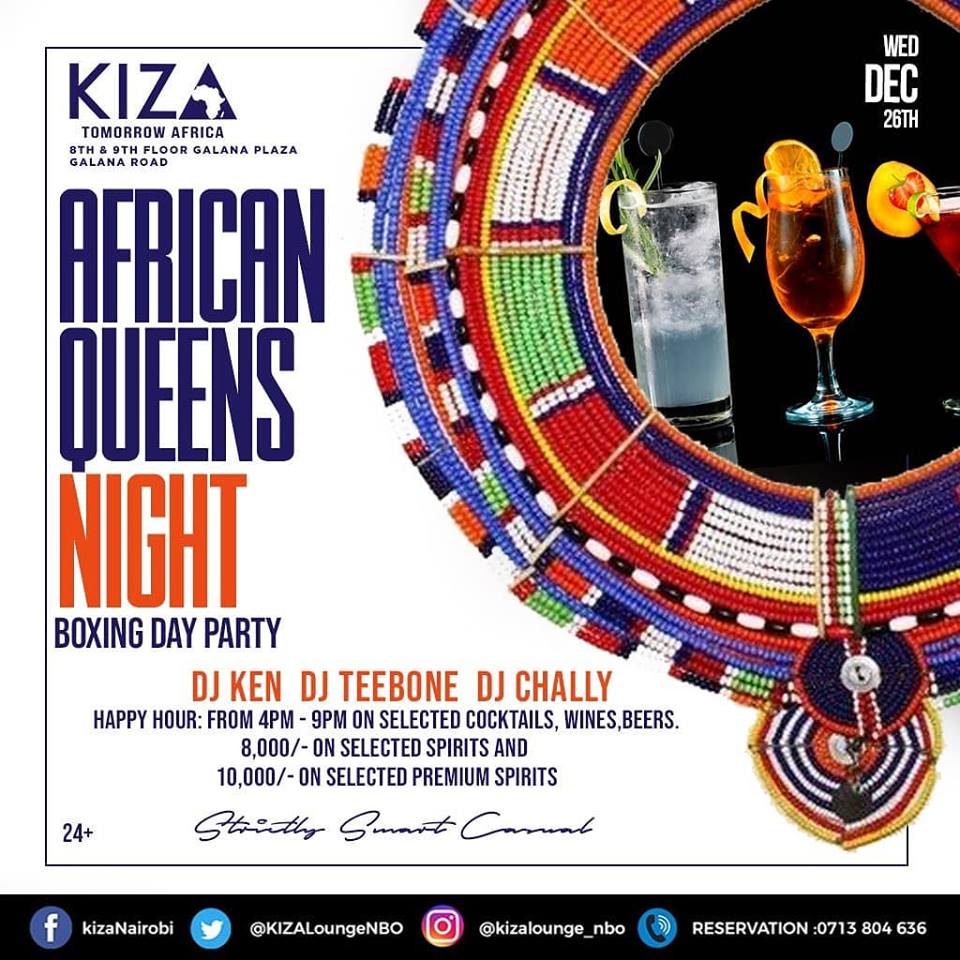 KIZA
TOMORROW AFRICA
8TH & 9TH FLOOR GALANA PLAZA
GALANA ROAD
WED
DEC
26TH
AFRICAN
QUEENS
NIGHT
BOXING DAY PARTY
DJ KEN DJ TEEBONE DJ CHALLY
HAPPY HOUR: FROM 4PM - 9PM ON SELECTED COCKTAILS, WINES,BEERS.
8,000/- ON SELECTED SPIRITS AND
10,000/- ON SELECTED PREMIUM SPIRITS
24+
Strictly Smart Casual
kizaNairobi @KIZALoungeNBO @kizalounge_nbo RESERVATION :0713 804 636